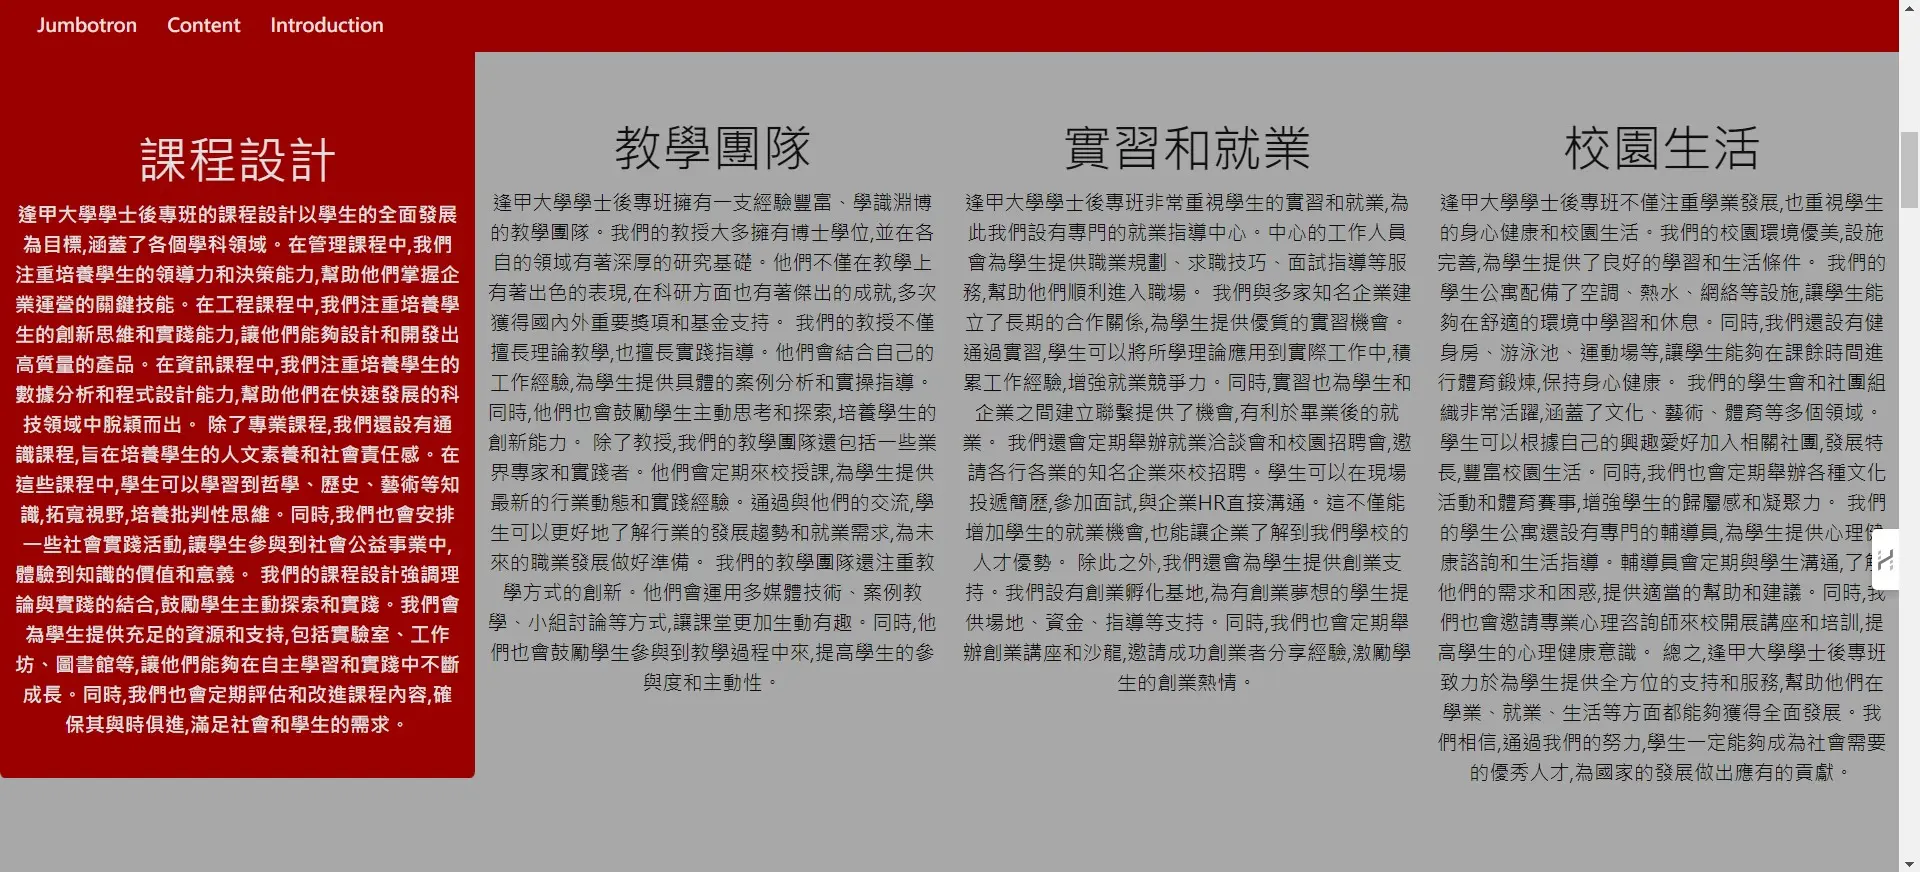 Jumbotron Content Introduction
課程設計
逢甲大學學士後專班的課程設計以學生的全面發展
為目標,涵蓋了各個學科領域。在管理課程中,我們
注重培養學生的領導力和決策能力,幫助他們掌握企
業運營的關鍵技能。在工程課程中,我們注重培養學
生的創新思維和實踐能力,讓他們能夠設計和開發出
高質量的產品。在資訊課程中,我們注重培養學生的
數據分析和程式設計能力,幫助他們在快速發展的科
技領域中脫穎而出。 除了專業課程,我們還設有通
識課程,旨在培養學生的人文素養和社會責任感。在
這些課程中,學生可以學習到哲學、歷史、藝術等知
識,拓寬視野,培養批判性思維。同時,我們也會安排
一些社會實踐活動,讓學生參與到社會公益事業中,
體驗到知識的價值和意義。 我們的課程設計強調理
論與實踐的結合,鼓勵學生主動探索和實踐。我們會
為學生提供充足的資源和支持,包括實驗室、工作
坊、圖書館等,讓他們能夠在自主學習和實踐中不斷
成長。同時,我們也會定期評估和改進課程內容,確
保其與時俱進,滿足社會和學生的需求。
教學團隊
逢甲大學學士後專班擁有一支經驗豐富、學識淵博
的教學團隊。我們的教授大多擁有博士學位,並在各
自的領域有著深厚的研究基礎。他們不僅在教學上
有著出色的表現,在科研方面也有著傑出的成就,多次
獲得國內外重要獎項和基金支持。 我們的教授不僅
擅長理論教學,也擅長實踐指導。他們會結合自己的
工作經驗,為學生提供具體的案例分析和實操指導。
同時,他們也會鼓勵學生主動思考和探索,培養學生的
創新能力。 除了教授,我們的教學團隊還包括一些業
界專家和實踐者。他們會定期來校授課,為學生提供
最新的行業動態和實踐經驗。通過與他們的交流,學
生可以更好地了解行業的發展趨勢和就業需求,為未
來的職業發展做好準備。 我們的教學團隊還注重教
學方式的創新。他們會運用多媒體技術、案例教
學、小組討論等方式,讓課堂更加生動有趣。同時,他
們也會鼓勵學生參與到教學過程中來,提高學生的參
與度和主動性。
實習和就業
逢甲大學學士後專班非常重視學生的實習和就業,為
此我們設有專門的就業指導中心。中心的工作人員
會為學生提供職業規劃、求職技巧、面試指導等服
務,幫助他們順利進入職場。 我們與多家知名企業建
立了長期的合作關係,為學生提供優質的實習機會。
通過實習,學生可以將所學理論應用到實際工作中,積
累工作經驗,增強就業競爭力。同時,實習也為學生和
企業之間建立聯繫提供了機會,有利於畢業後的就
業。 我們還會定期舉辦就業洽談會和校園招聘會,邀
請各行各業的知名企業來校招聘。學生可以在現場
投遞簡歷,參加面試,與企業HR直接溝通。這不僅能
增加學生的就業機會,也能讓企業了解到我們學校的
人才優勢。 除此之外,我們還會為學生提供創業支
持。我們設有創業孵化基地,為有創業夢想的學生提
供場地、資金、指導等支持。同時,我們也會定期舉
辦創業講座和沙龍,邀請成功創業者分享經驗,激勵學
生的創業熱情。
校園生活
逢甲大學學士後專班不僅注重學業發展,也重視學生
的身心健康和校園生活。我們的校園環境優美,設施
完善,為學生提供了良好的學習和生活條件。 我們的
學生公寓配備了空調、熱水、網絡等設施,讓學生能
夠在舒適的環境中學習和休息。同時,我們還設有健
身房、游泳池、運動場等,讓學生能夠在課餘時間進
行體育鍛煉,保持身心健康。 我們的學生會和社團組
織非常活躍,涵蓋了文化、藝術、體育等多個領域。
學生可以根據自己的興趣愛好加入相關社團,發展特
長,豐富校園生活。同時,我們也會定期舉辦各種文化
活動和體育賽事,增強學生的歸屬感和凝聚力。 我們
的學生公寓還設有專門的輔導員,為學生提供心理健
康諮詢和生活指導。輔導員會定期與學生溝通,了解
他們的需求和困惑,提供適當的幫助和建議。同時,我
們也會邀請專業心理咨詢師來校開展講座和培訓,提
高學生的心理健康意識。 總之,逢甲大學學士後專班
致力於為學生提供全方位的支持和服務,幫助他們在
學業、就業、生活等方面都能夠獲得全面發展。我
們相信,通過我們的努力,學生一定能夠成為社會需要
的優秀人才,為國家的發展做出應有的貢獻。